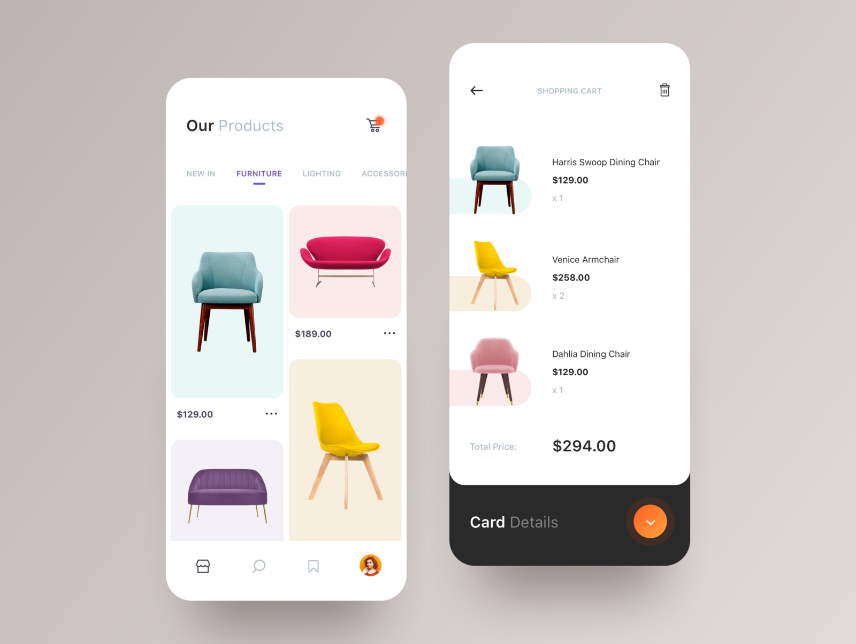 Our Products
NEW IN FURNITURE LIGHTING ACCESSORI
$189.00
$129.00
SHOPPING CART
Harris Swoop Dining Chair
$129.00
x 1
Venice Armchair
$258.00
x 2
Dahlia Dining Chair
$129.00
x 1
Total Price: $294.00
Card Details